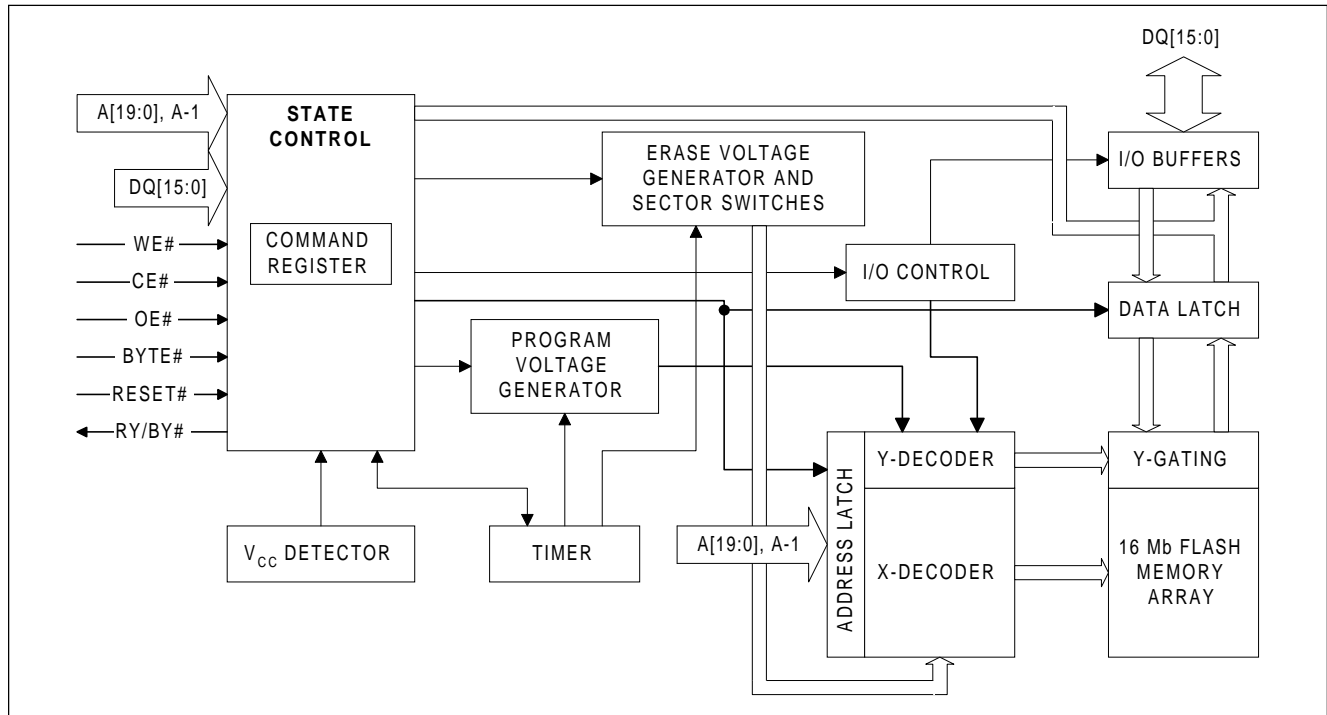 DQ[15:0]
A[19:0], A-1
STATE
CONTROL
DQ[15:0]
ERASE VOLTAGE
GENERATOR AND
SECTOR SWITCHES
I/O BUFFERS
WE#
CE#
OE#
BYTE#
RESET#
RY/BY#
COMMAND
REGISTER
I/O CONTROL
DATA LATCH
PROGRAM
VOLTAGE
GENERATOR
ADDRESS LATCH
Y-DECODER
Y-GATING
VCC DETECTOR
TIMER
A[19:0], A-1
X-DECODER
16 Mb FLASH
MEMORY
ARRAY